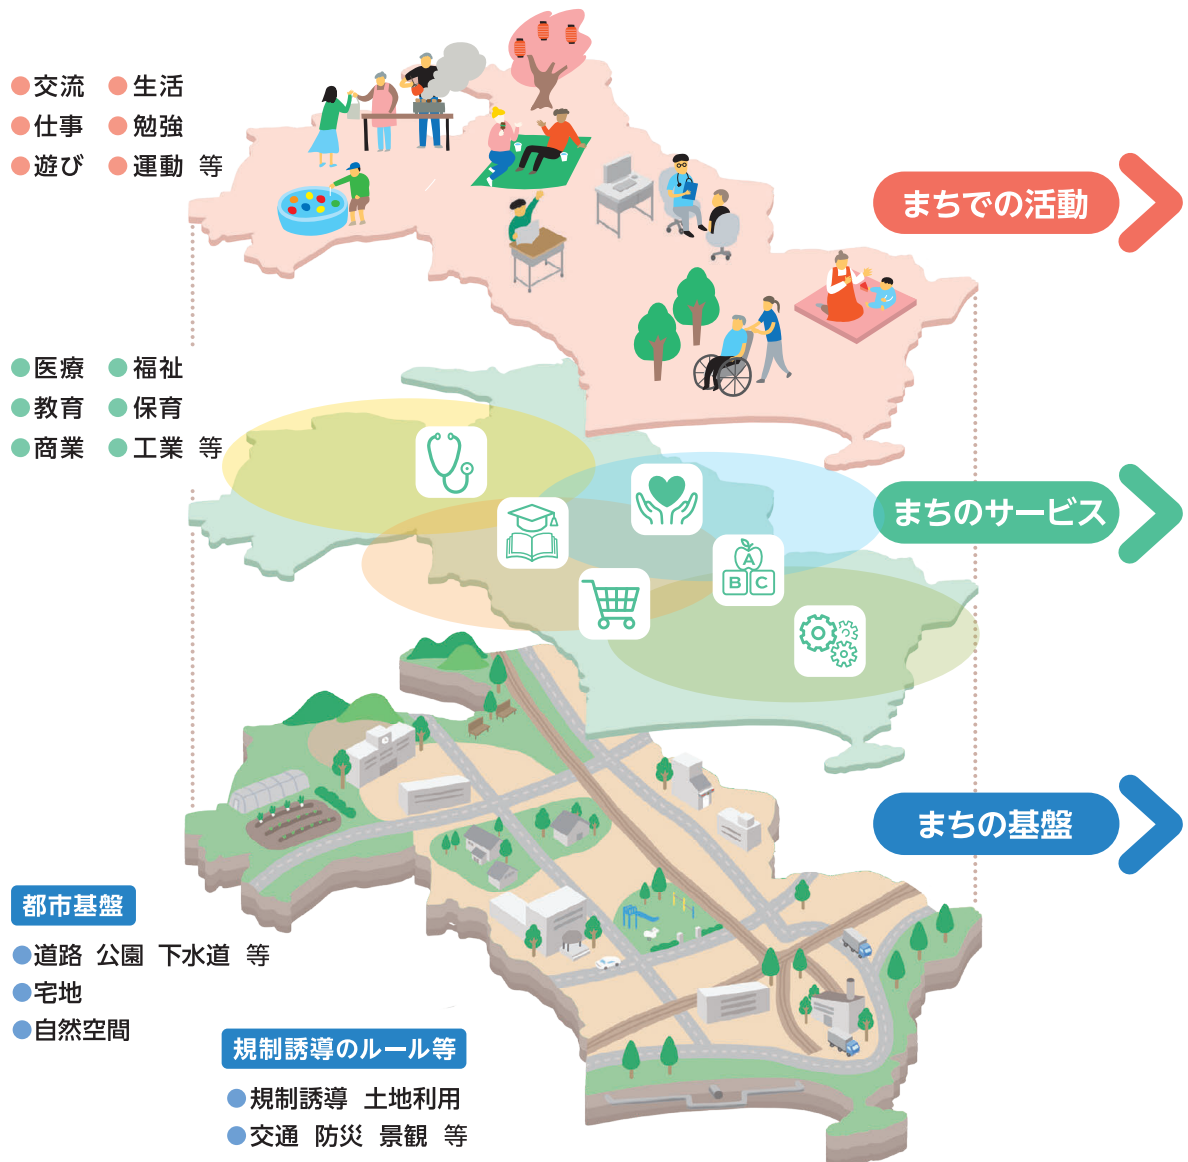 交流 生活
仕事 勉強
遊び 運動 等
まちでの活動
医療 福祉
教育 保育
商業 工業 等
まちのサービス
A
B C
まちの基盤
都市基盤
道路 公園 下水道 等
宅地
自然空間
規制誘導のルール等
規制誘導 土地利用
交通 防災 景観 等